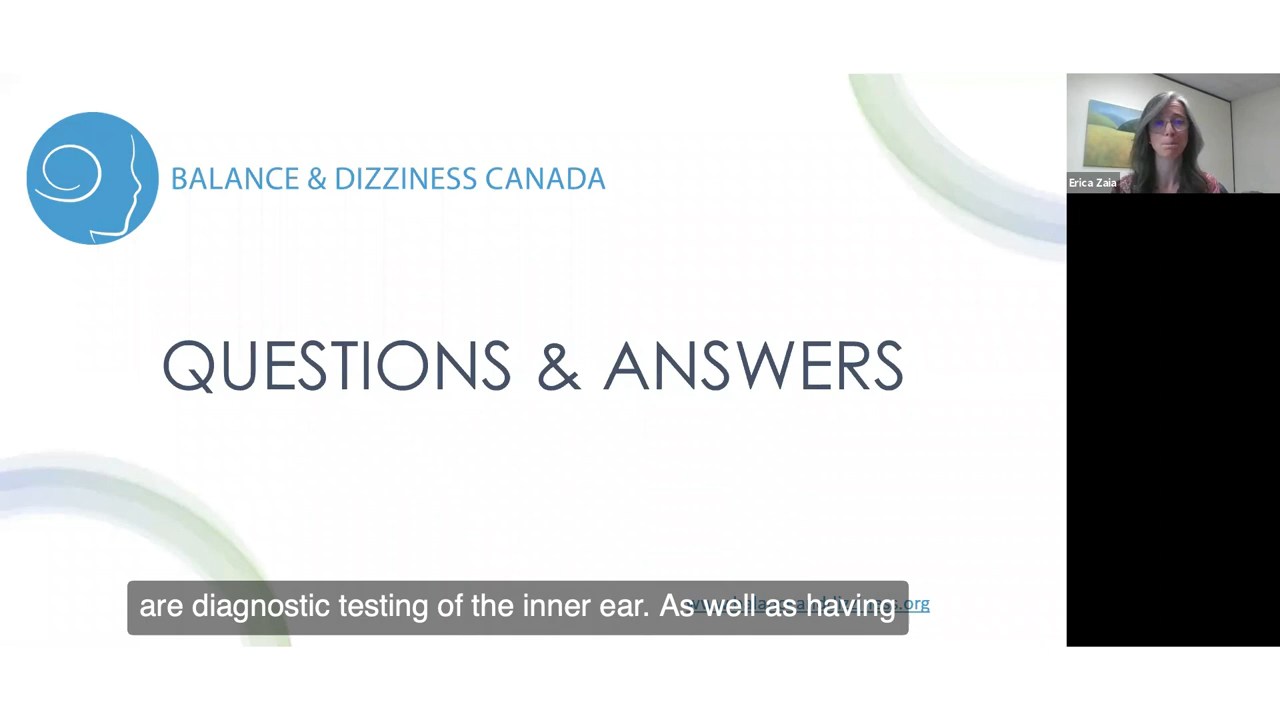 BALANCE & DIZZINESS CANADA
Erica Zaia
QUESTIONS & ANSWERS
are diagnostic testing of the inner ear. As well as having